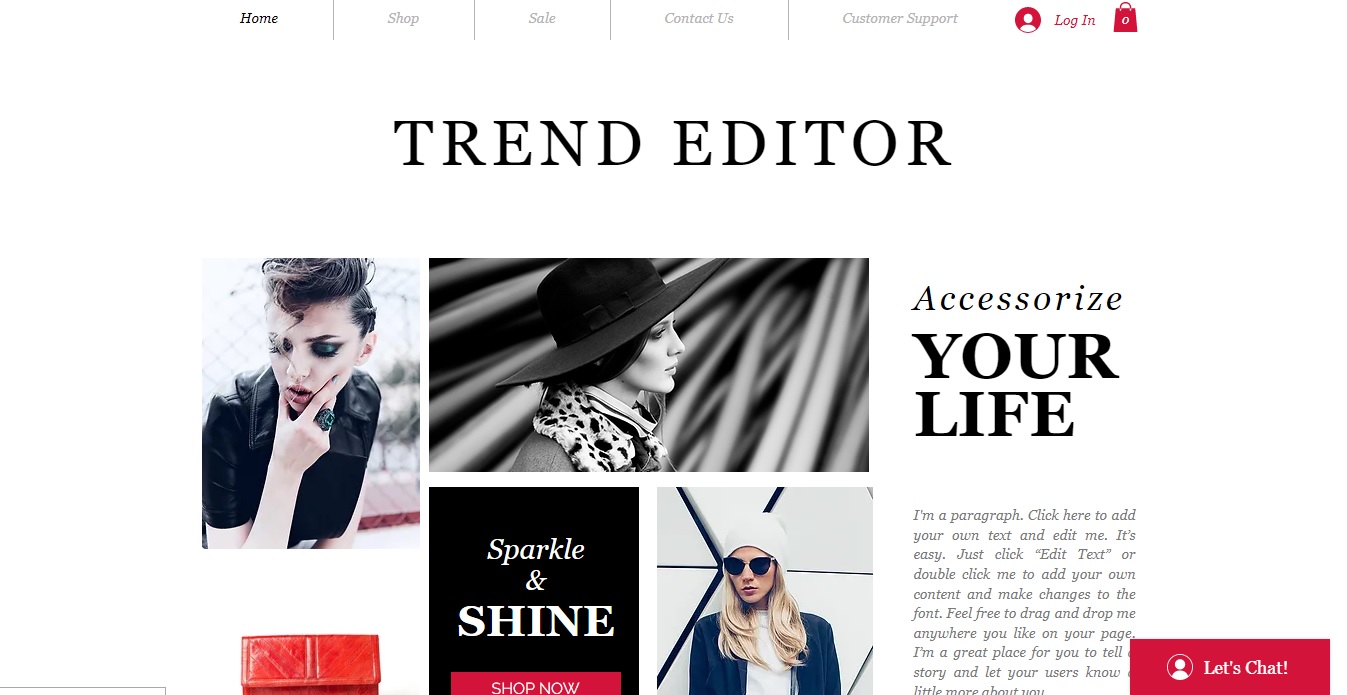 Home
Shop
Sale
Contact Us
Customer Support
Log In
0
TREND EDITOR
Accessorize
YOUR
LIFE
Sparkle
&
SHINE
SHOP NOW
I'm a paragraph. Click here to add
your own text and edit me. It's
easy. Just click “Edit Text” or
double click me to add your own
content and make changes to the
font. Feel free to drag and drop me
anywhere you like on your page.
I'm a great place for you to tell
story and let your users know
little more about you.
Let's Chat!